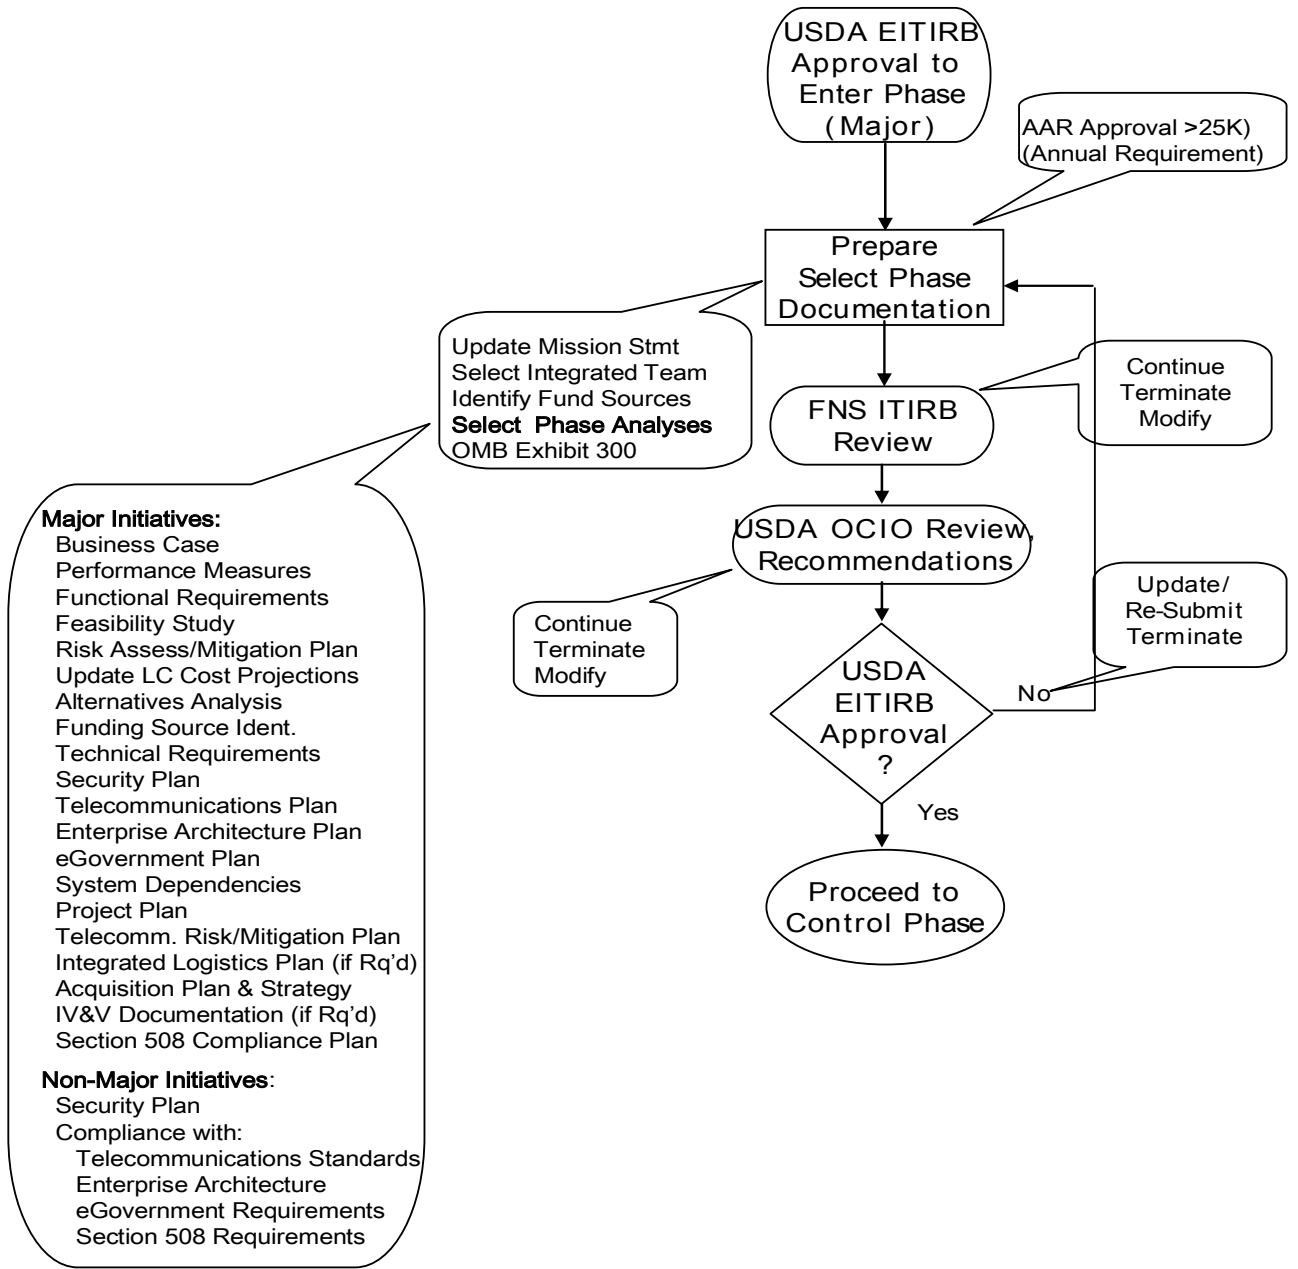 USDA EITIRB
Approval to
Enter Phase
(Major)
AAR Approval >25K)
(Annual Requirement)
Prepare
Select Phase
Documentation
Update Mission Stmt
Select Integrated Team
Identify Fund Sources
Select Phase Analyses
OMB Exhibit 300
Continue
Terminate
Modify
FNS ITIRB
Review
USDA OCIO Review,
Recommendations
Continue
Terminate
Modify
Update/
Re-Submit
Terminate
USDA
EITIRB
Approval
?
No
Yes
Proceed to
Control Phase
Major Initiatives:
Business Case
Performance Measures
Functional Requirements
Feasibility Study
Risk Assess/Mitigation Plan
Update LC Cost Projections
Alternatives Analysis
Funding Source Ident.
Technical Requirements
Security Plan
Telecommunications Plan
Enterprise Architecture Plan
eGovernment Plan
System Dependencies
Project Plan
Telecomm. Risk/Mitigation Plan
Integrated Logistics Plan (if Rq’d)
Acquisition Plan & Strategy
IV&V Documentation (if Rq’d)
Section 508 Compliance Plan
Non-Major Initiatives:
Security Plan
Compliance with:
Telecommunications Standards
Enterprise Architecture
eGovernment Requirements
Section 508 Requirements